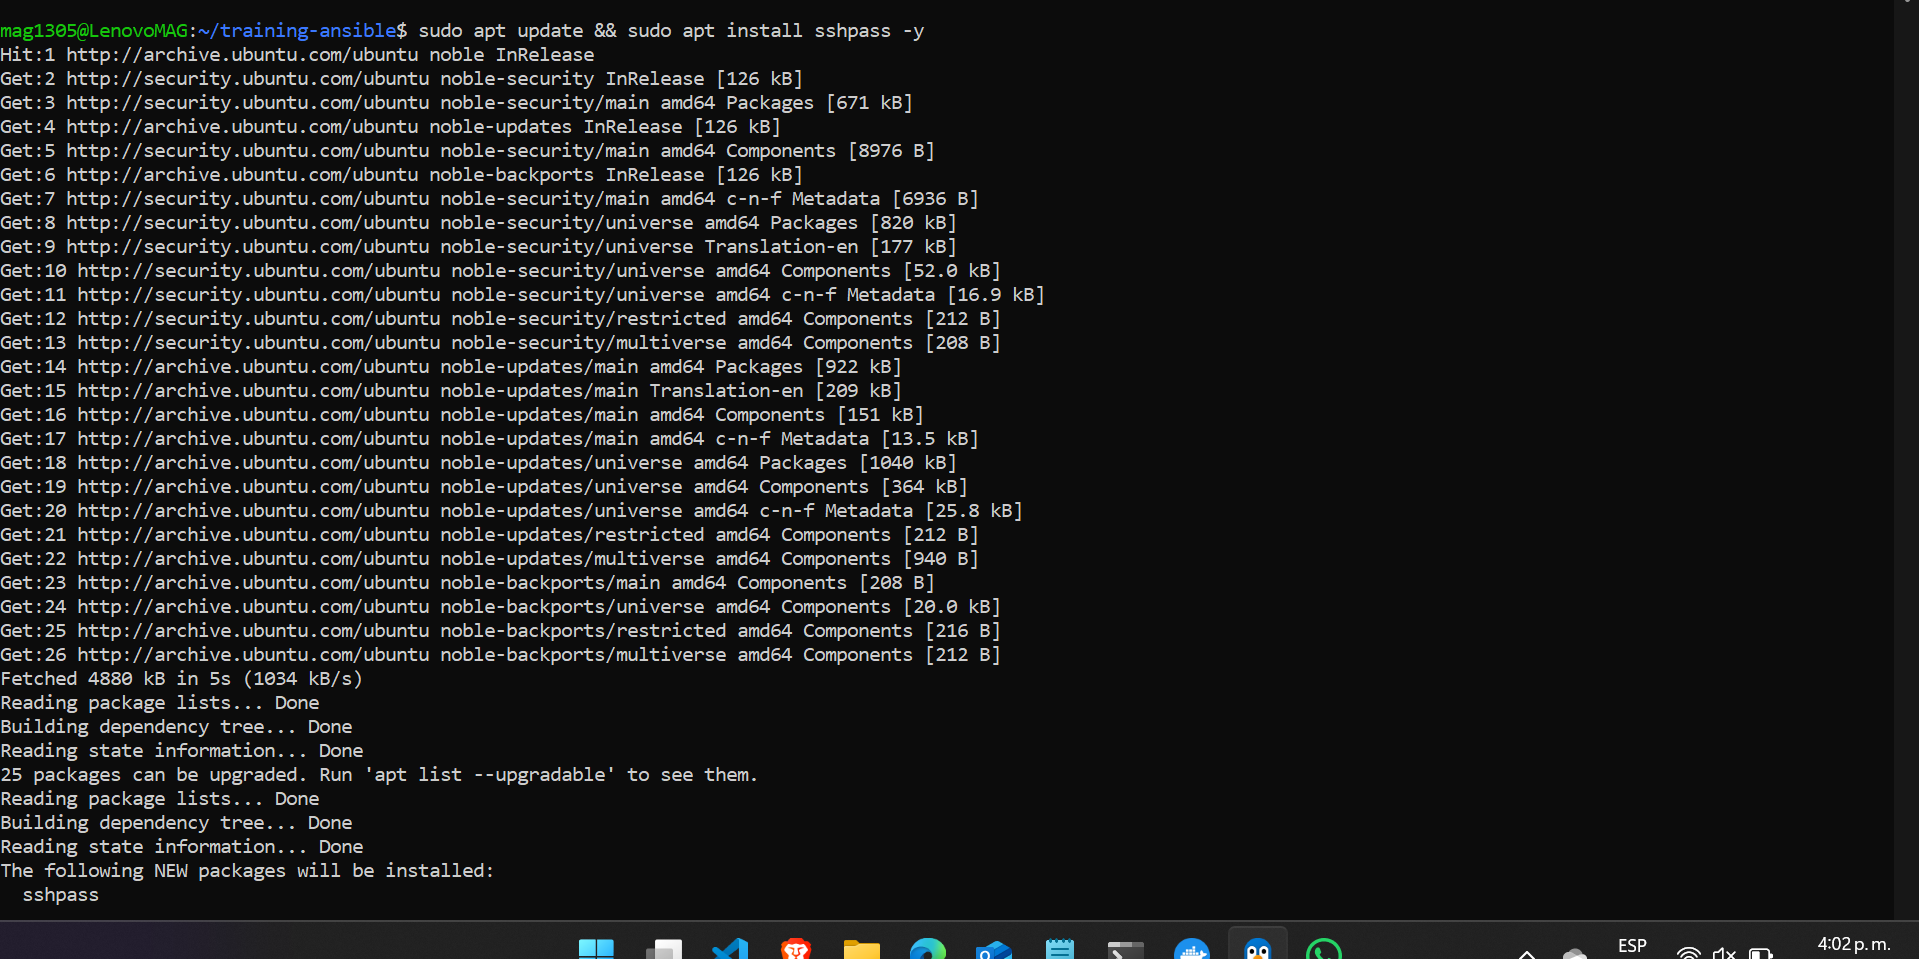 mag1305@LenovoMAG:~/training-ansible$ sudo apt update && sudo apt install sshpass -y
Hit:1 http://archive.ubuntu.com/ubuntu noble InRelease
Get:2 http://security.ubuntu.com/ubuntu noble-security InRelease [126 kB]
Get:3 http://security.ubuntu.com/ubuntu noble-security/main amd64 Packages [671 kB]
Get:4 http://archive.ubuntu.com/ubuntu noble-updates InRelease [126 kB]
Get:5 http://security.ubuntu.com/ubuntu noble-security/main amd64 Components [8976 B]
Get:6 http://archive.ubuntu.com/ubuntu noble-backports InRelease [126 kB]
Get:7 http://security.ubuntu.com/ubuntu noble-security/main amd64 c-n-f Metadata [6936 B]
Get:8 http://security.ubuntu.com/ubuntu noble-security/universe amd64 Packages [820 kB]
Get:9 http://security.ubuntu.com/ubuntu noble-security/universe Translation-en [177 kB]
Get:10 http://security.ubuntu.com/ubuntu noble-security/universe amd64 Components [52.0 kB]
Get:11 http://security.ubuntu.com/ubuntu noble-security/universe amd64 c-n-f Metadata [16.9 kB]
Get:12 http://security.ubuntu.com/ubuntu noble-security/restricted amd64 Components [212 B]
Get:13 http://security.ubuntu.com/ubuntu noble-security/multiverse amd64 Components [208 B]
Get:14 http://archive.ubuntu.com/ubuntu noble-updates/main amd64 Packages [922 kB]
Get:15 http://archive.ubuntu.com/ubuntu noble-updates/main Translation-en [209 kB]
Get:16 http://archive.ubuntu.com/ubuntu noble-updates/main amd64 Components [151 kB]
Get:17 http://archive.ubuntu.com/ubuntu noble-updates/main amd64 c-n-f Metadata [13.5 kB]
Get:18 http://archive.ubuntu.com/ubuntu noble-updates/universe amd64 Packages [1040 kB]
Get:19 http://archive.ubuntu.com/ubuntu noble-updates/universe amd64 Components [364 kB]
Get:20 http://archive.ubuntu.com/ubuntu noble-updates/universe amd64 c-n-f Metadata [25.8 kB]
Get:21 http://archive.ubuntu.com/ubuntu noble-updates/restricted amd64 Components [212 B]
Get:22 http://archive.ubuntu.com/ubuntu noble-updates/multiverse amd64 Components [940 B]
Get:23 http://archive.ubuntu.com/ubuntu noble-backports/main amd64 Components [208 B]
Get:24 http://archive.ubuntu.com/ubuntu noble-backports/universe amd64 Components [20.0 kB]
Get:25 http://archive.ubuntu.com/ubuntu noble-backports/restricted amd64 Components [216 B]
Get:26 http://archive.ubuntu.com/ubuntu noble-backports/multiverse amd64 Components [212 B]
Fetched 4880 kB in 5s (1034 kB/s)
Reading package lists... Done
Building dependency tree... Done
Reading state information... Done
25 packages can be upgraded. Run 'apt list --upgradable' to see them.
Reading package lists... Done
Building dependency tree... Done
Reading state information... Done
The following NEW packages will be installed:
  sshpass
ESP
4:02 p. m.